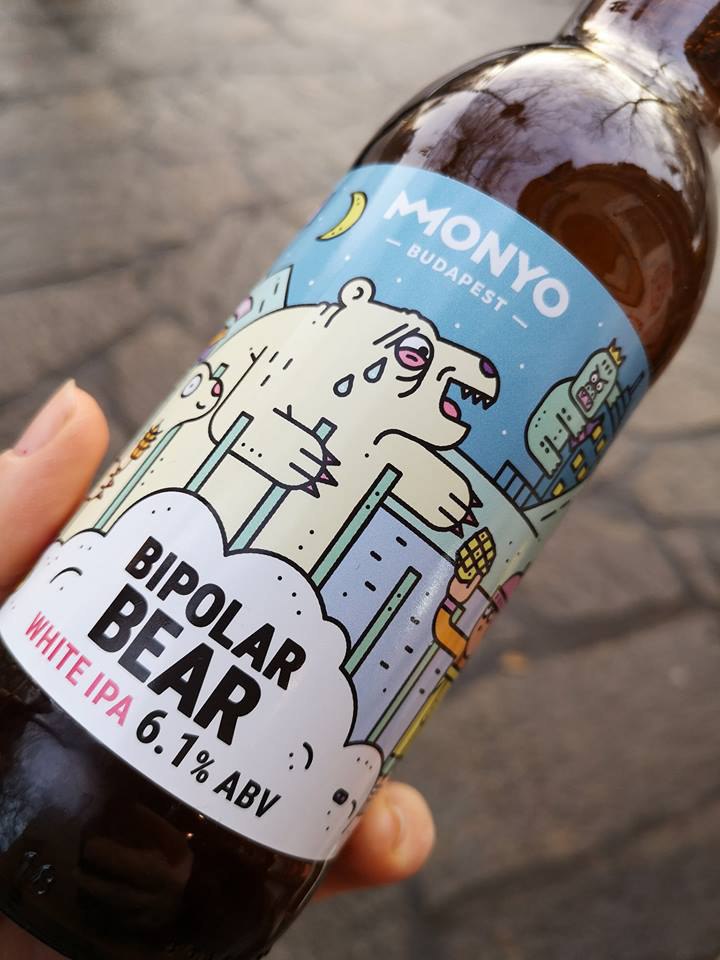 MONYO
— BUDAPEST —
BIPOLAR
BEAR
WHITE IPA 6.1% ABV